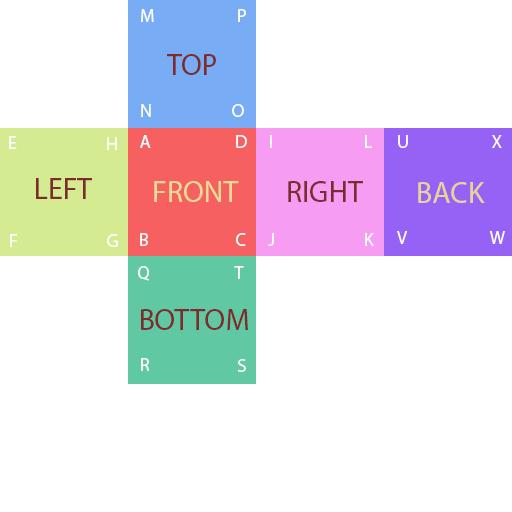 M P
TOP
N O
E H A D I L U X
LEFT FRONT RIGHT BACK
F G B C J K V W
Q T
BOTTOM
R S